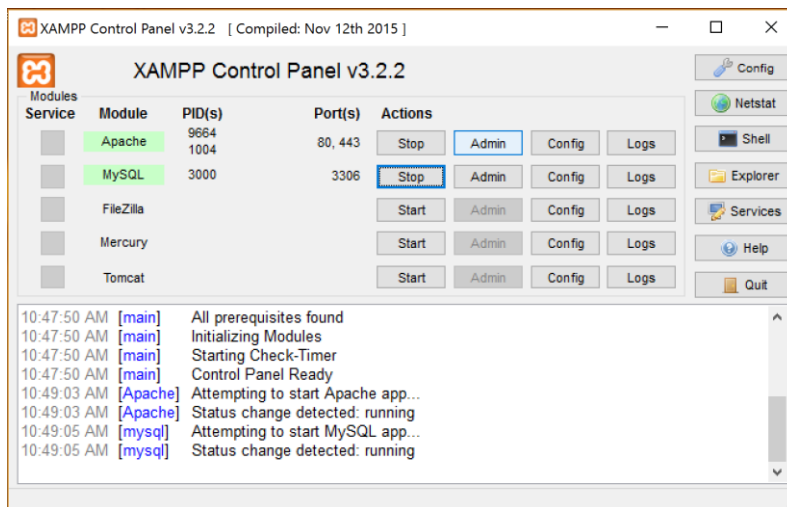 XAMPP Control Panel v3.2.2 [ Compiled: Nov 12th 2015 ]
XAMPP Control Panel v3.2.2
Config
Modules
Service Module PID(s) Port(s) Actions
Netstat
Apache 9664 1004 80, 443 Stop Admin Config Logs
Shell
MySQL 3000 3306 Stop Admin Config Logs
Explorer
FileZilla Start Admin Config Logs
Services
Mercury Start Admin Config Logs
Help
Tomcat Start Admin Config Logs
Quit
10:47:50 AM [main] All prerequisites found
10:47:50 AM [main] Initializing Modules
10:47:50 AM [main] Starting Check-Timer
10:47:50 AM [main] Control Panel Ready
10:49:03 AM [Apache] Attempting to start Apache app...
10:49:03 AM [Apache] Status change detected: running
10:49:05 AM [mysql] Attempting to start MySQL app...
10:49:05 AM [mysql] Status change detected: running